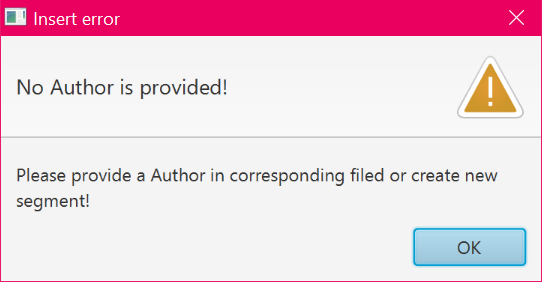 Insert error
No Author is provided!
Please provide a Author in corresponding filed or create new
segment!
OK